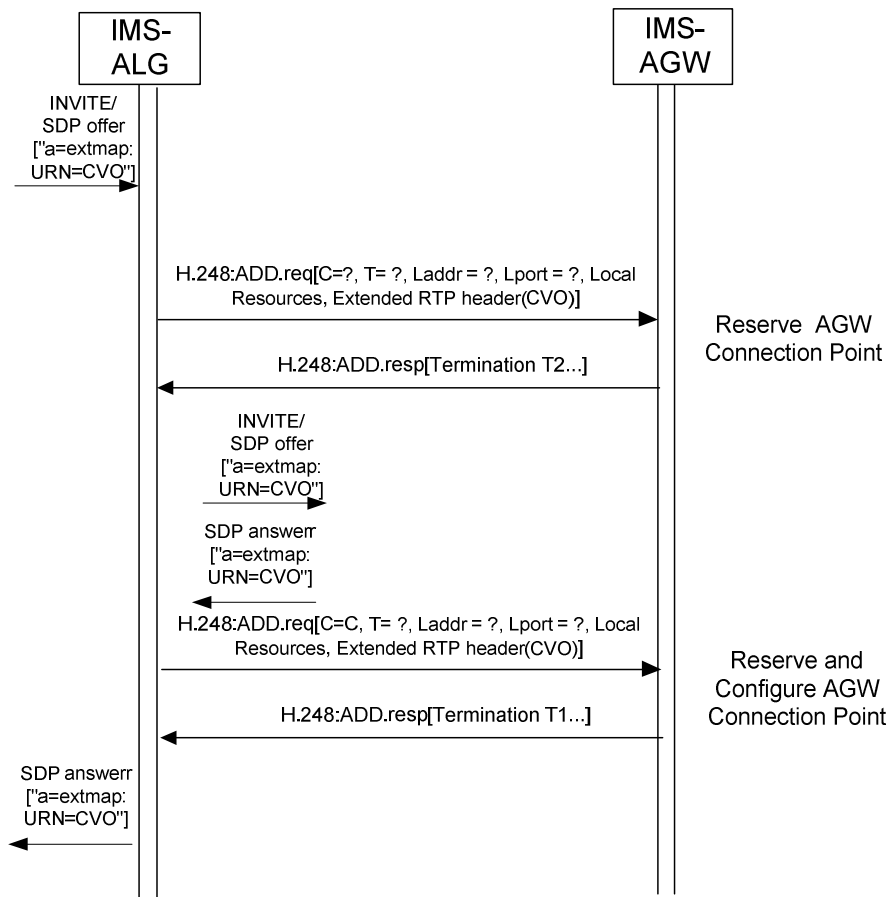 IMS-
ALG
IMS-
AGW
INVITE/
SDP offer
["a=extmap:
URN=CVO"]
H.248:ADD.req[C=?, T= ?, Laddr = ?, Lport = ?, Local
Resources, Extended RTP header(CVO)]
Reserve AGW
Connection Point
H.248:ADD.resp[Termination T2...]
INVITE/
SDP offer
["a=extmap:
URN=CVO"]
SDP answerr
["a=extmap:
URN=CVO"]
H.248:ADD.req[C=C, T= ?, Laddr = ?, Lport = ?, Local
Resources, Extended RTP header(CVO)]
Reserve and
Configure AGW
Connection Point
H.248:ADD.resp[Termination T1...]
SDP answerr
["a=extmap:
URN=CVO"]